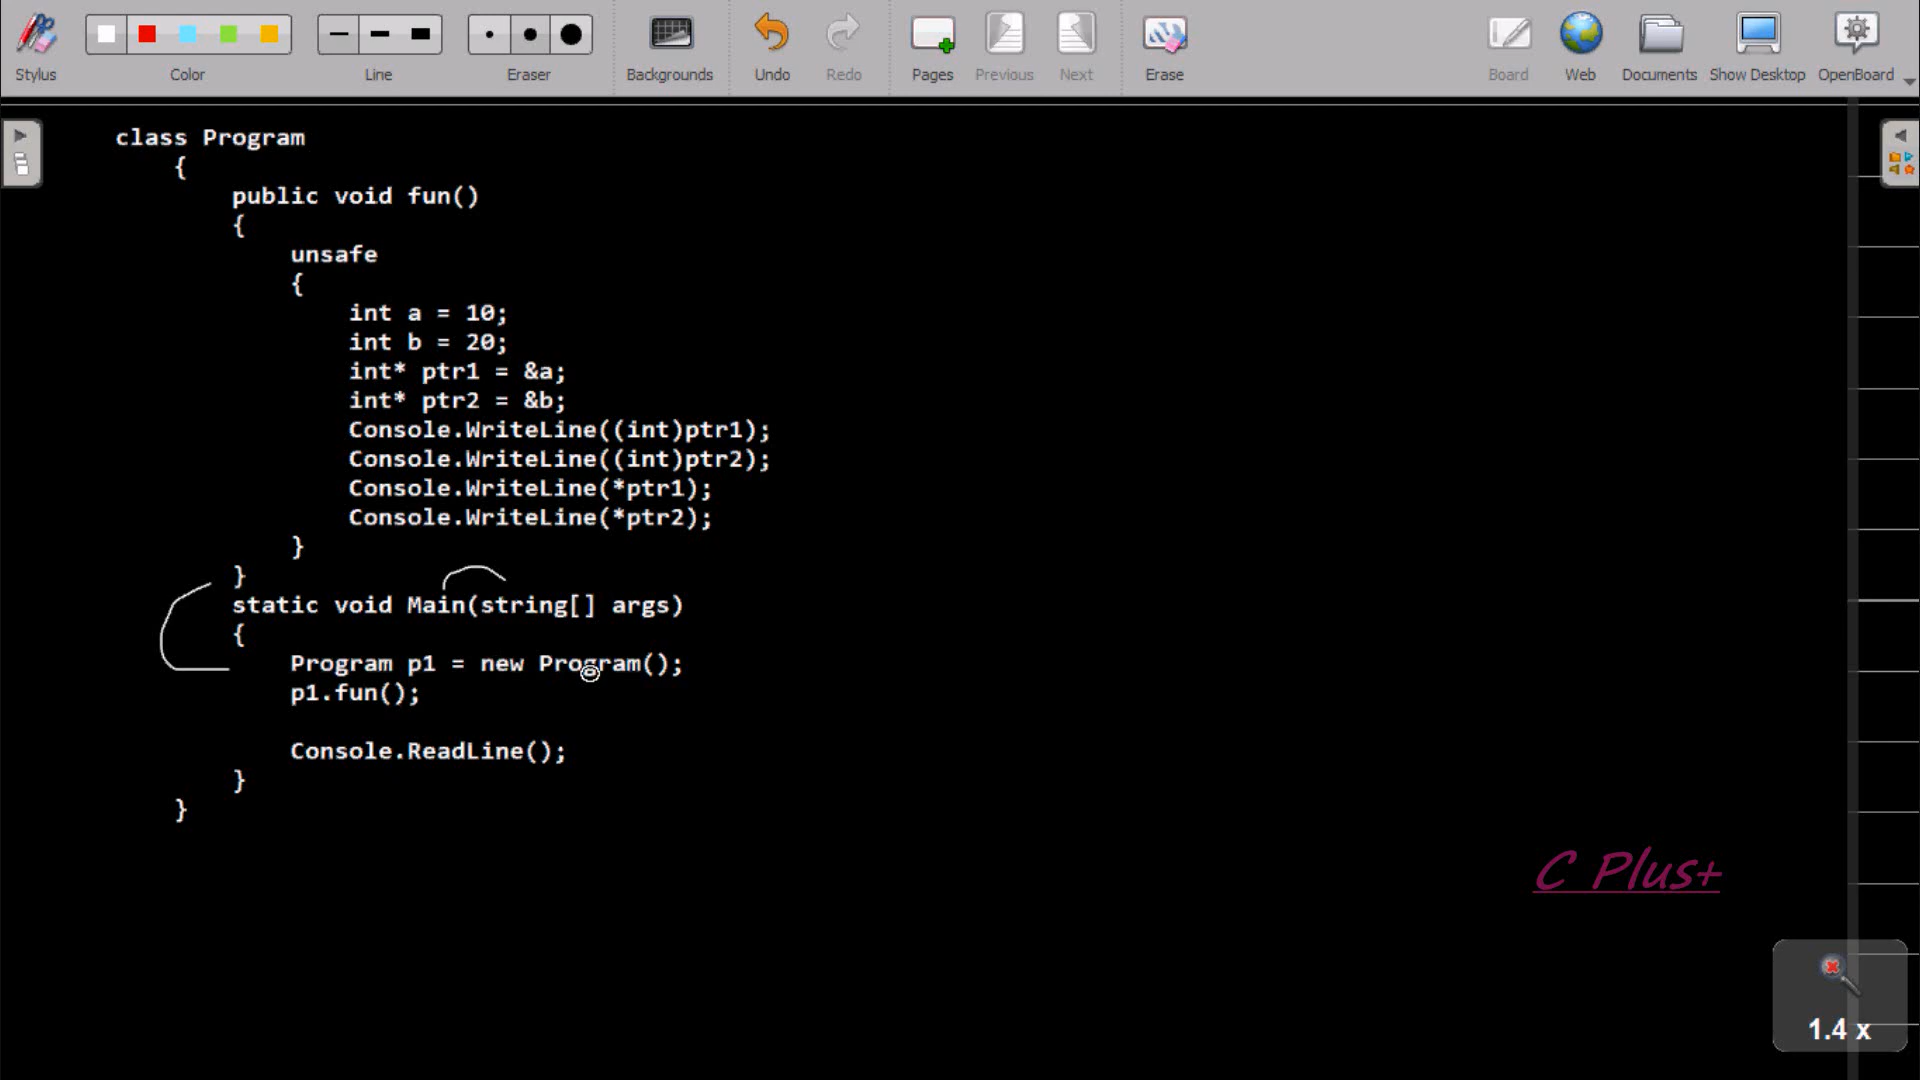 Stylus Color Line Eraser Backgrounds Undo Redo Pages Previous Next Erase Board Web Documents Show Desktop OpenBoard
class Program
{
public void fun()
{
unsafe
{
int a = 10;
int b = 20;
int* ptr1 = &a;
int* ptr2 = &b;
Console.WriteLine((int)ptr1);
Console.WriteLine((int)ptr2);
Console.WriteLine(*ptr1);
Console.WriteLine(*ptr2);
}
}
static void Main(string[] args)
{
Program p1 = new Program();
p1.fun();
Console.ReadLine();
}
}
C Plus+
1.4 x